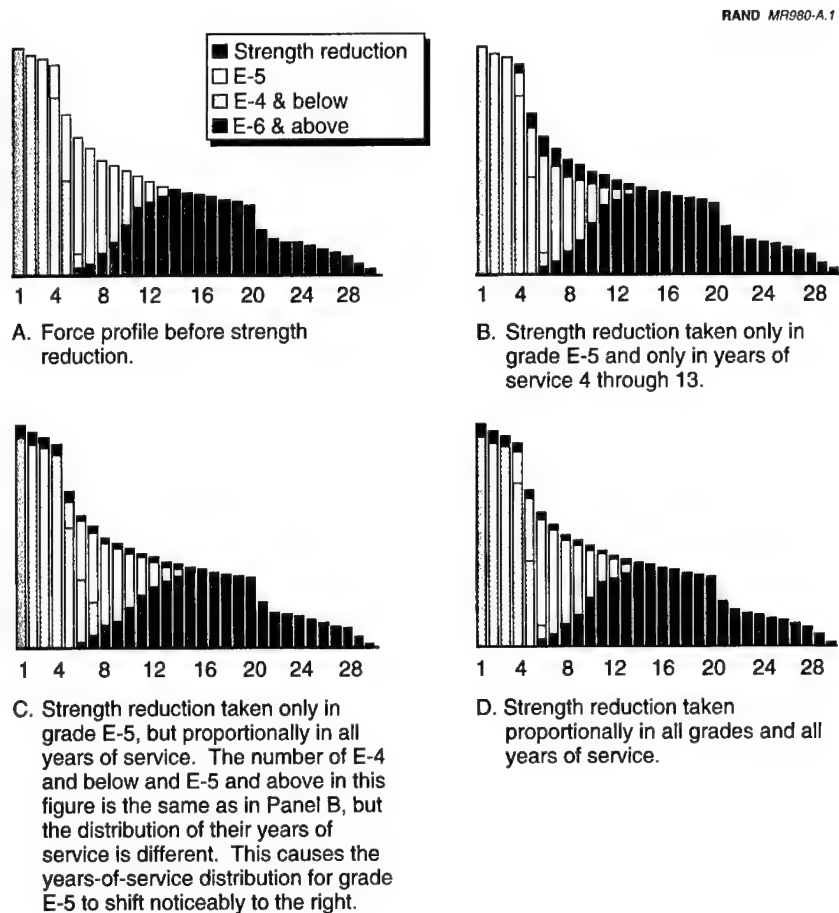 RAND MR980-A.1
Strength reduction
E-5
E-4 & below
E-6 & above
1 4 8 12 16 20 24 28
1 4 8 12 16 20 24 28
A. Force profile before strength
reduction.
B. Strength reduction taken only in
grade E-5 and only in years of
service 4 through 13.
1 4 8 12 16 20 24 28
1 4 8 12 16 20 24 28
C. Strength reduction taken only in
grade E-5, but proportionally in all
years of service. The number of E-4
and below and E-5 and above in this
figure is the same as in Panel B, but
the distribution of their years of
service is different. This causes the
years-of-service distribution for grade
E-5 to shift noticeably to the right.
D. Strength reduction taken
proportionally in all grades and all
years of service.